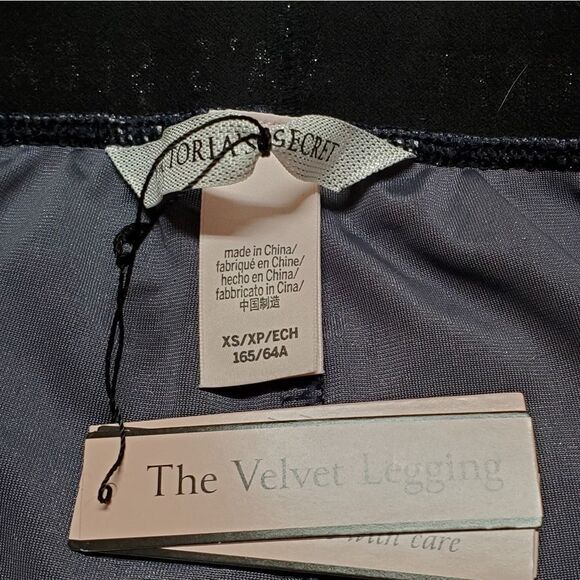 TORIA'S SECRET
made in China/
fabriqué en Chine/
hecho en China/
fabbricato in Cina/
中国制造
XS/XP/ECH
165/64A
The Velvet Legging
with care